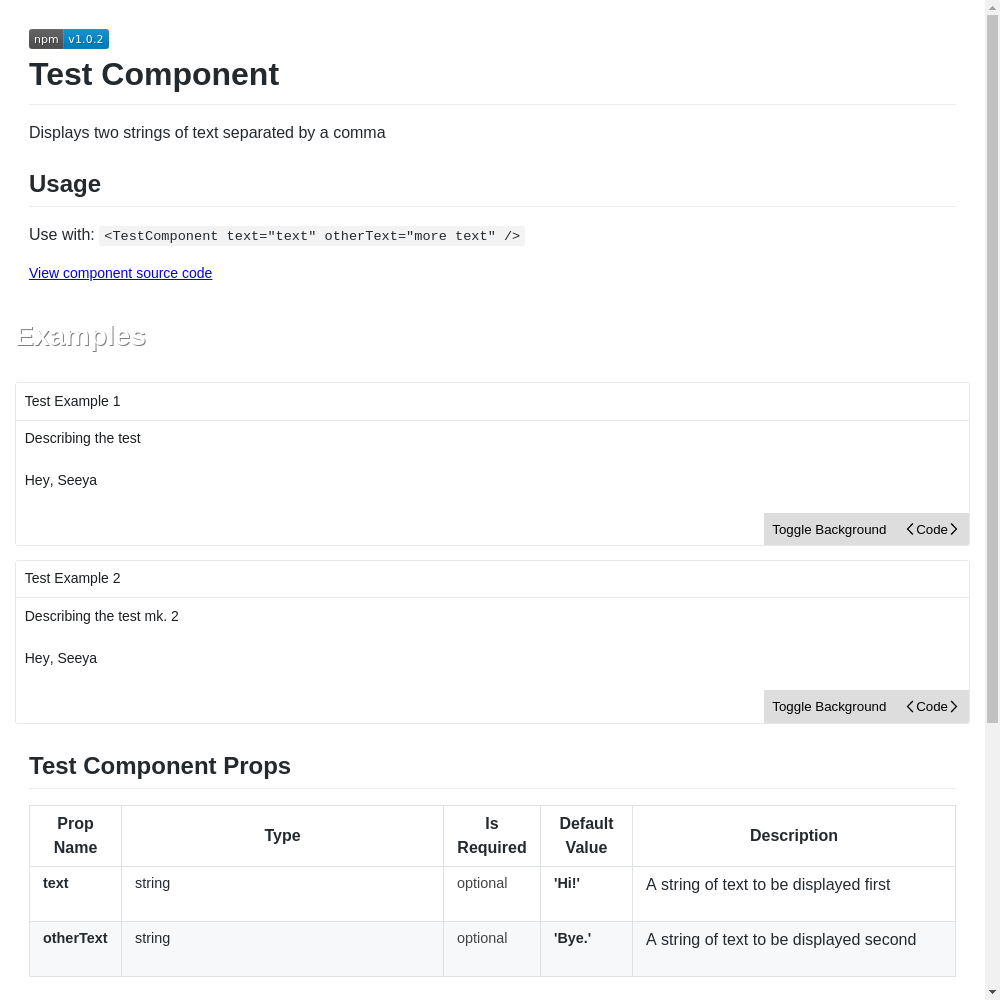 npm v1.0.2
Test Component
Displays two strings of text separated by a comma
Usage
Use with: <TestComponent text="text" otherText="more text" />
View component source code
Examples
Test Example 1
Describing the test
Hey, Seeya
Toggle Background Code
Test Example 2
Describing the test mk. 2
Hey, Seeya
Toggle Background Code
Test Component Props
Prop Name Type Is Required Default Value Description
text string optional 'Hi!' A string of text to be displayed first
otherText string optional 'Bye.' A string of text to be displayed second